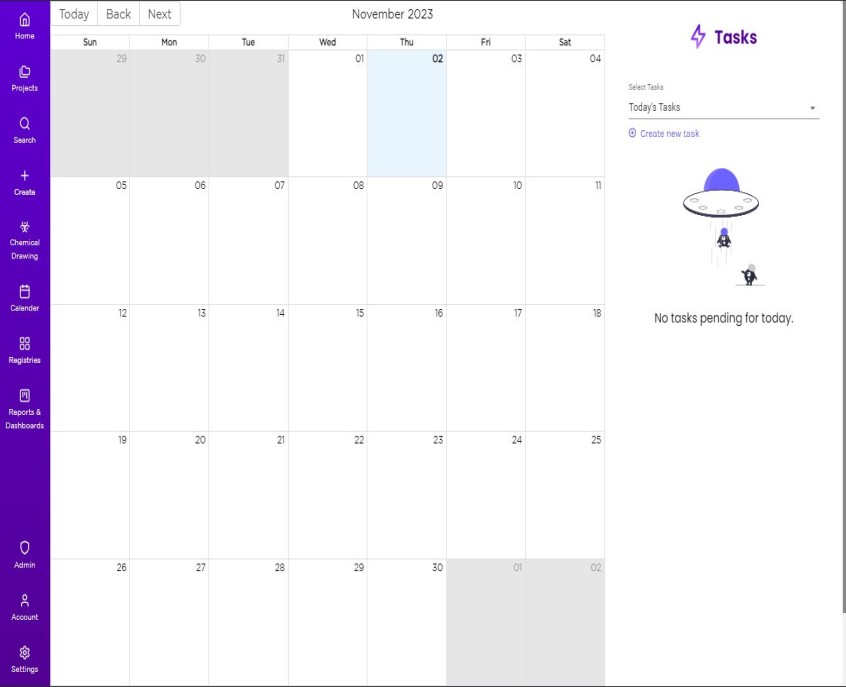 Home
Projects
Search
Create
Chemical
Drawing
Calender
Registries
Reports &
Dashboards
Admin
Account
Settings
Today Back Next November 2023
Sun Mon Tue Wed Thu Fri Sat
29 30 31 01 02 03 04
05 06 07 08 09 10 11
12 13 14 15 16 17 18
19 20 21 22 23 24 25
26 27 28 29 30 01 02
Tasks
Select Tasks
Today's Tasks
Create new task
No tasks pending for today.